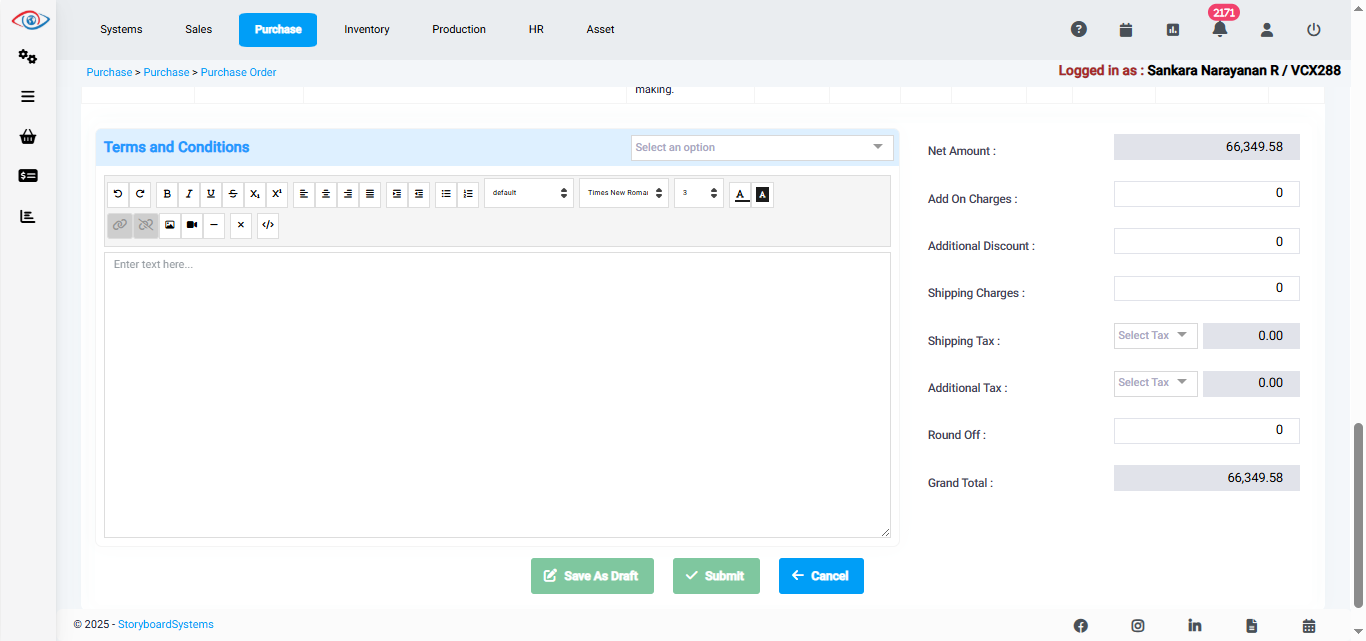 2171
Systems Sales Purchase Inventory Production HR Asset
Purchase > Purchase > Purchase Order
Logged in as : Sankara Narayanan R / VCX288
making.
Terms and Conditions
Select an option
default
Times New Roma
3
Enter text here...
Net Amount : 66,349.58
Add On Charges : 0
Additional Discount : 0
Shipping Charges : 0
Shipping Tax : Select Tax 0.00
Additional Tax : Select Tax 0.00
Round Off : 0
Grand Total : 66,349.58
Save As Draft Submit Cancel
© 2025 - StoryboardSystems